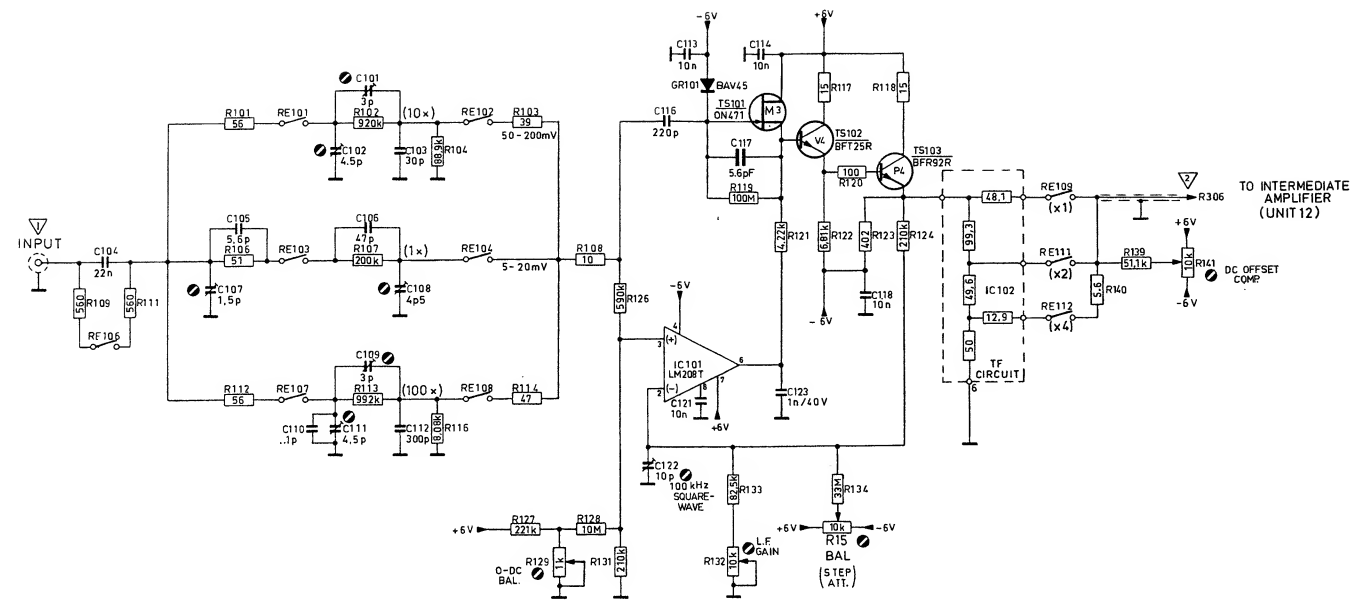 -6V
+6V
C113
10n
C114
10n
GR101
BAV45
TS101
ON471
M3
15
R117
R118
15
C101
3p
R101
56
RE101
R102
920k
(10x)
RE102
R103
39
50-200mV
C102
4.5p
C103
30p
88,9k
R104
C116
220p
C117
5.6pF
R119
100M
V4
TS102
BFT25R
TS103
BFR92R
P4
100
R120
1
INPUT
C104
22n
560
R109
560
R111
RE106
C105
5,6p
R106
51
RE103
C106
47p
R107
200k
(1x)
RE104
5-20mV
R108
10
C107
1,5p
C108
4p5
4,22k
R121
6,81k
R122
402
R123
210k
R124
C118
10n
-6V
48,1
99,3
49,6
IC102
12.9
50
TF
CIRCUIT
6
RE109
(x1)
RE111
(x2)
RE112
(x4)
2
R306
TO INTERMEDIATE
AMPLIFIER
(UNIT 12)
+6V
R139
51,1k
5.6
R140
10k
R141
DC OFFSET
COMP.
-6V
590k
R126
-6V
4
3
(+)
IC101
LM208T
(-)
2
6
8
7
C121
10n
+6V
C123
1n/40V
C109
3p
R112
56
RE107
R113
992k
(100x)
RE108
R114
47
C110
..1p
C111
4,5p
C112
300p
8,08k
R116
C122
10p
100 kHz
SQUARE-
WAVE
82,5k
R133
33M
R134
+6V
R127
221k
R128
10M
R129
1k
0-DC
BAL.
R131
210k
R132
10k
L.F.
GAIN
+6V
10k
-6V
R15
BAL
(STEP
ATT.)